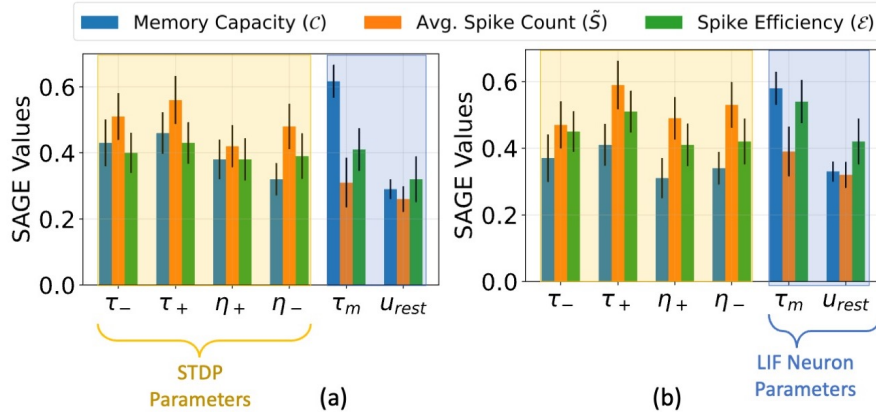 Memory Capacity (𝒞) Avg. Spike Count (S̃) Spike Efficiency (ℰ)
SAGE Values
0.6
0.4
0.2
0.0
τ− τ+ η+ η− τm urest
STDP
Parameters
(a)
SAGE Values
0.6
0.4
0.2
0.0
τ− τ+ η+ η− τm urest
(b)
LIF Neuron
Parameters